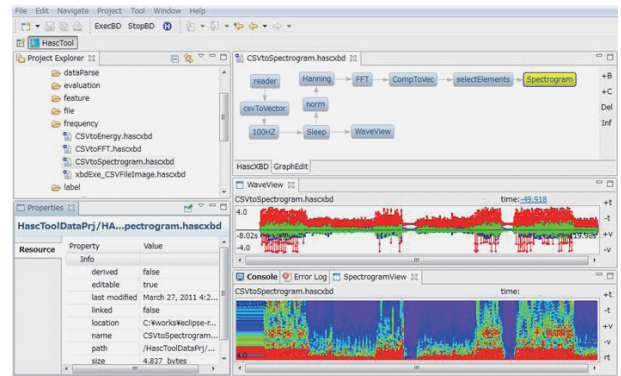 File Edit Navigate Project Tool Window Help
ExecBD StopBD
HascTool
Project Explorer
dataParse
evaluation
feature
file
frequency
CSVtoEnergy.hascxbd
CSVtoFFT.hascxbd
CSVtoSpectrogram.hascxbd
xbdExe_CSVFileImage.hascxbd
label
Properties
HascToolDataPrj/HA...pectrogram.hascxbd
Resource
Property Value
Info
derived false
editable true
last modified March 27, 2011 4:2...
linked false
location C:¥works¥eclipse-r...
name CSVtoSpectrogram...
path /HascToolDataPrj/...
size 4.837 bytes
CSVtoSpectrogram.hascxbd
reader Hanning FFT CompToVec selectElements Spectrogram
csvToVector norm
100HZ Sleep WaveView
+B
+C
Del
Inf
HascXBD GraphEdit
WaveView
CSVtoSpectrogram.hascxbd time:-49.918
4.0
-8.02s
-4.0
+t
-t
+v
-v
Console Error Log SpectrogramView
CSVtoSpectrogram.hascxbd time:
+t
-t
+v
-v
rt